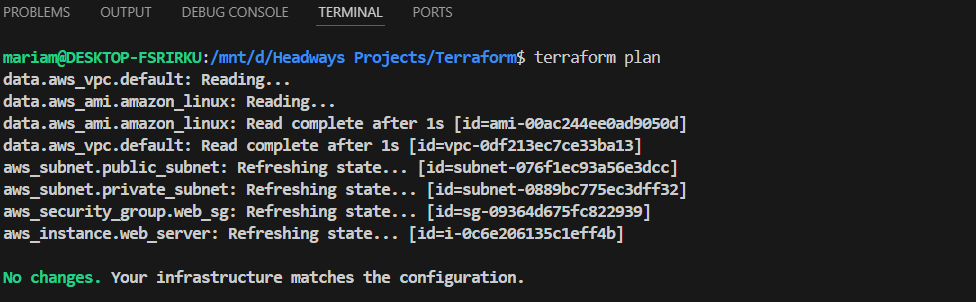 PROBLEMS OUTPUT DEBUG CONSOLE TERMINAL PORTS
mariam@DESKTOP-FSRIRKU:/mnt/d/Headways Projects/Terraform$ terraform plan
data.aws_vpc.default: Reading...
data.aws_ami.amazon_linux: Reading...
data.aws_ami.amazon_linux: Read complete after 1s [id=ami-00ac244ee0ad9050d]
data.aws_vpc.default: Read complete after 1s [id=vpc-0df213ec7ce33ba13]
aws_subnet.public_subnet: Refreshing state... [id=subnet-076f1ec93a56e3dcc]
aws_subnet.private_subnet: Refreshing state... [id=subnet-0889bc775ec3dff32]
aws_security_group.web_sg: Refreshing state... [id=sg-09364d675fc822939]
aws_instance.web_server: Refreshing state... [id=i-0c6e206135c1eff4b]
No changes. Your infrastructure matches the configuration.